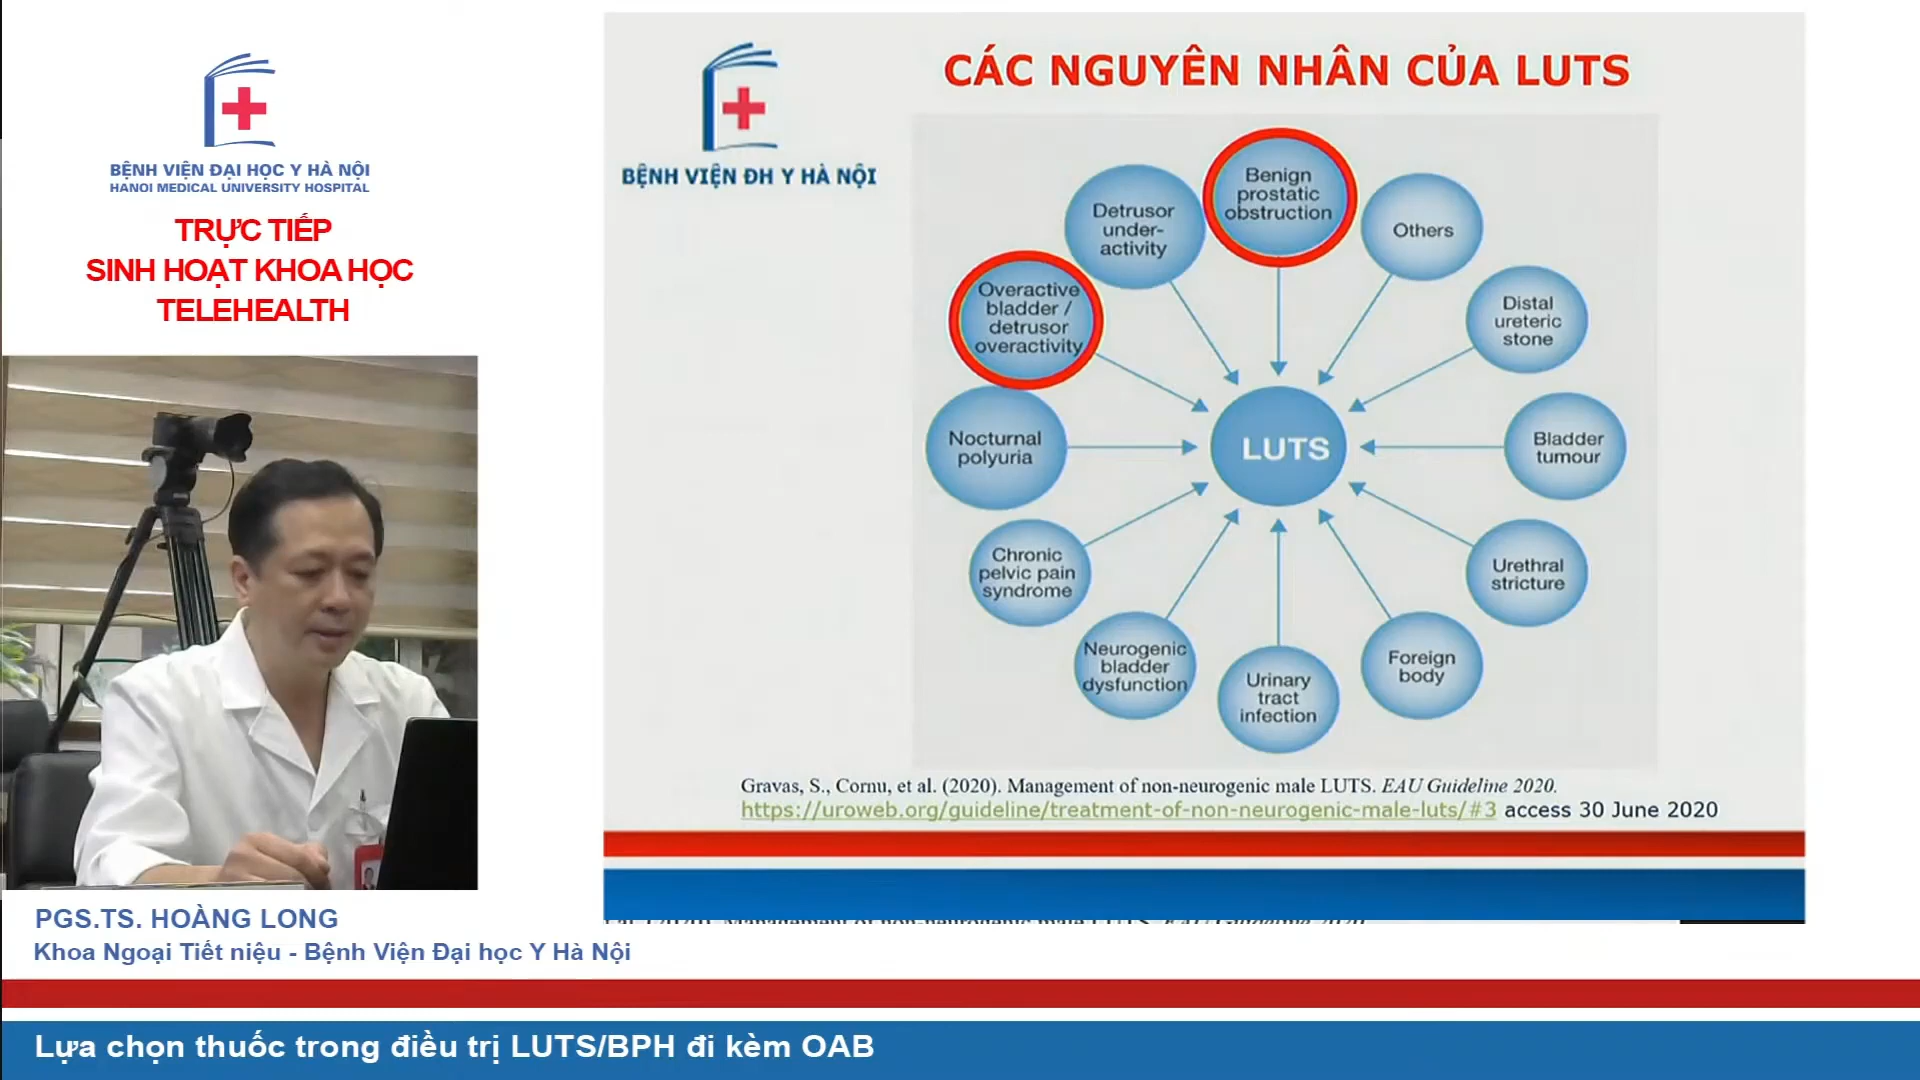 BỆNH VIỆN ĐẠI HỌC Y HÀ NỘI
HANOI MEDICAL UNIVERSITY HOSPITAL
TRỰC TIẾP
SINH HOẠT KHOA HỌC
TELEHEALTH
BỆNH VIỆN ĐH Y HÀ NỘI
CÁC NGUYÊN NHÂN CỦA LUTS
Benign
prostatic
obstruction
Others
Distal
ureteric
stone
Bladder
tumour
Urethral
stricture
Foreign
body
Urinary
tract
infection
Neurogenic
bladder
dysfunction
Chronic
pelvic pain
syndrome
Nocturnal
polyuria
Overactive
bladder /
detrusor
overactivity
Detrusor
under-
activity
LUTS
Gravas, S., Cornu, et al. (2020). Management of non-neurogenic male LUTS. EAU Guideline 2020.
https://uroweb.org/guideline/treatment-of-non-neurogenic-male-luts/#3 access 30 June 2020
PGS.TS. HOÀNG LONG
Khoa Ngoại Tiết niệu - Bệnh Viện Đại học Y Hà Nội
Lựa chọn thuốc trong điều trị LUTS/BPH đi kèm OAB